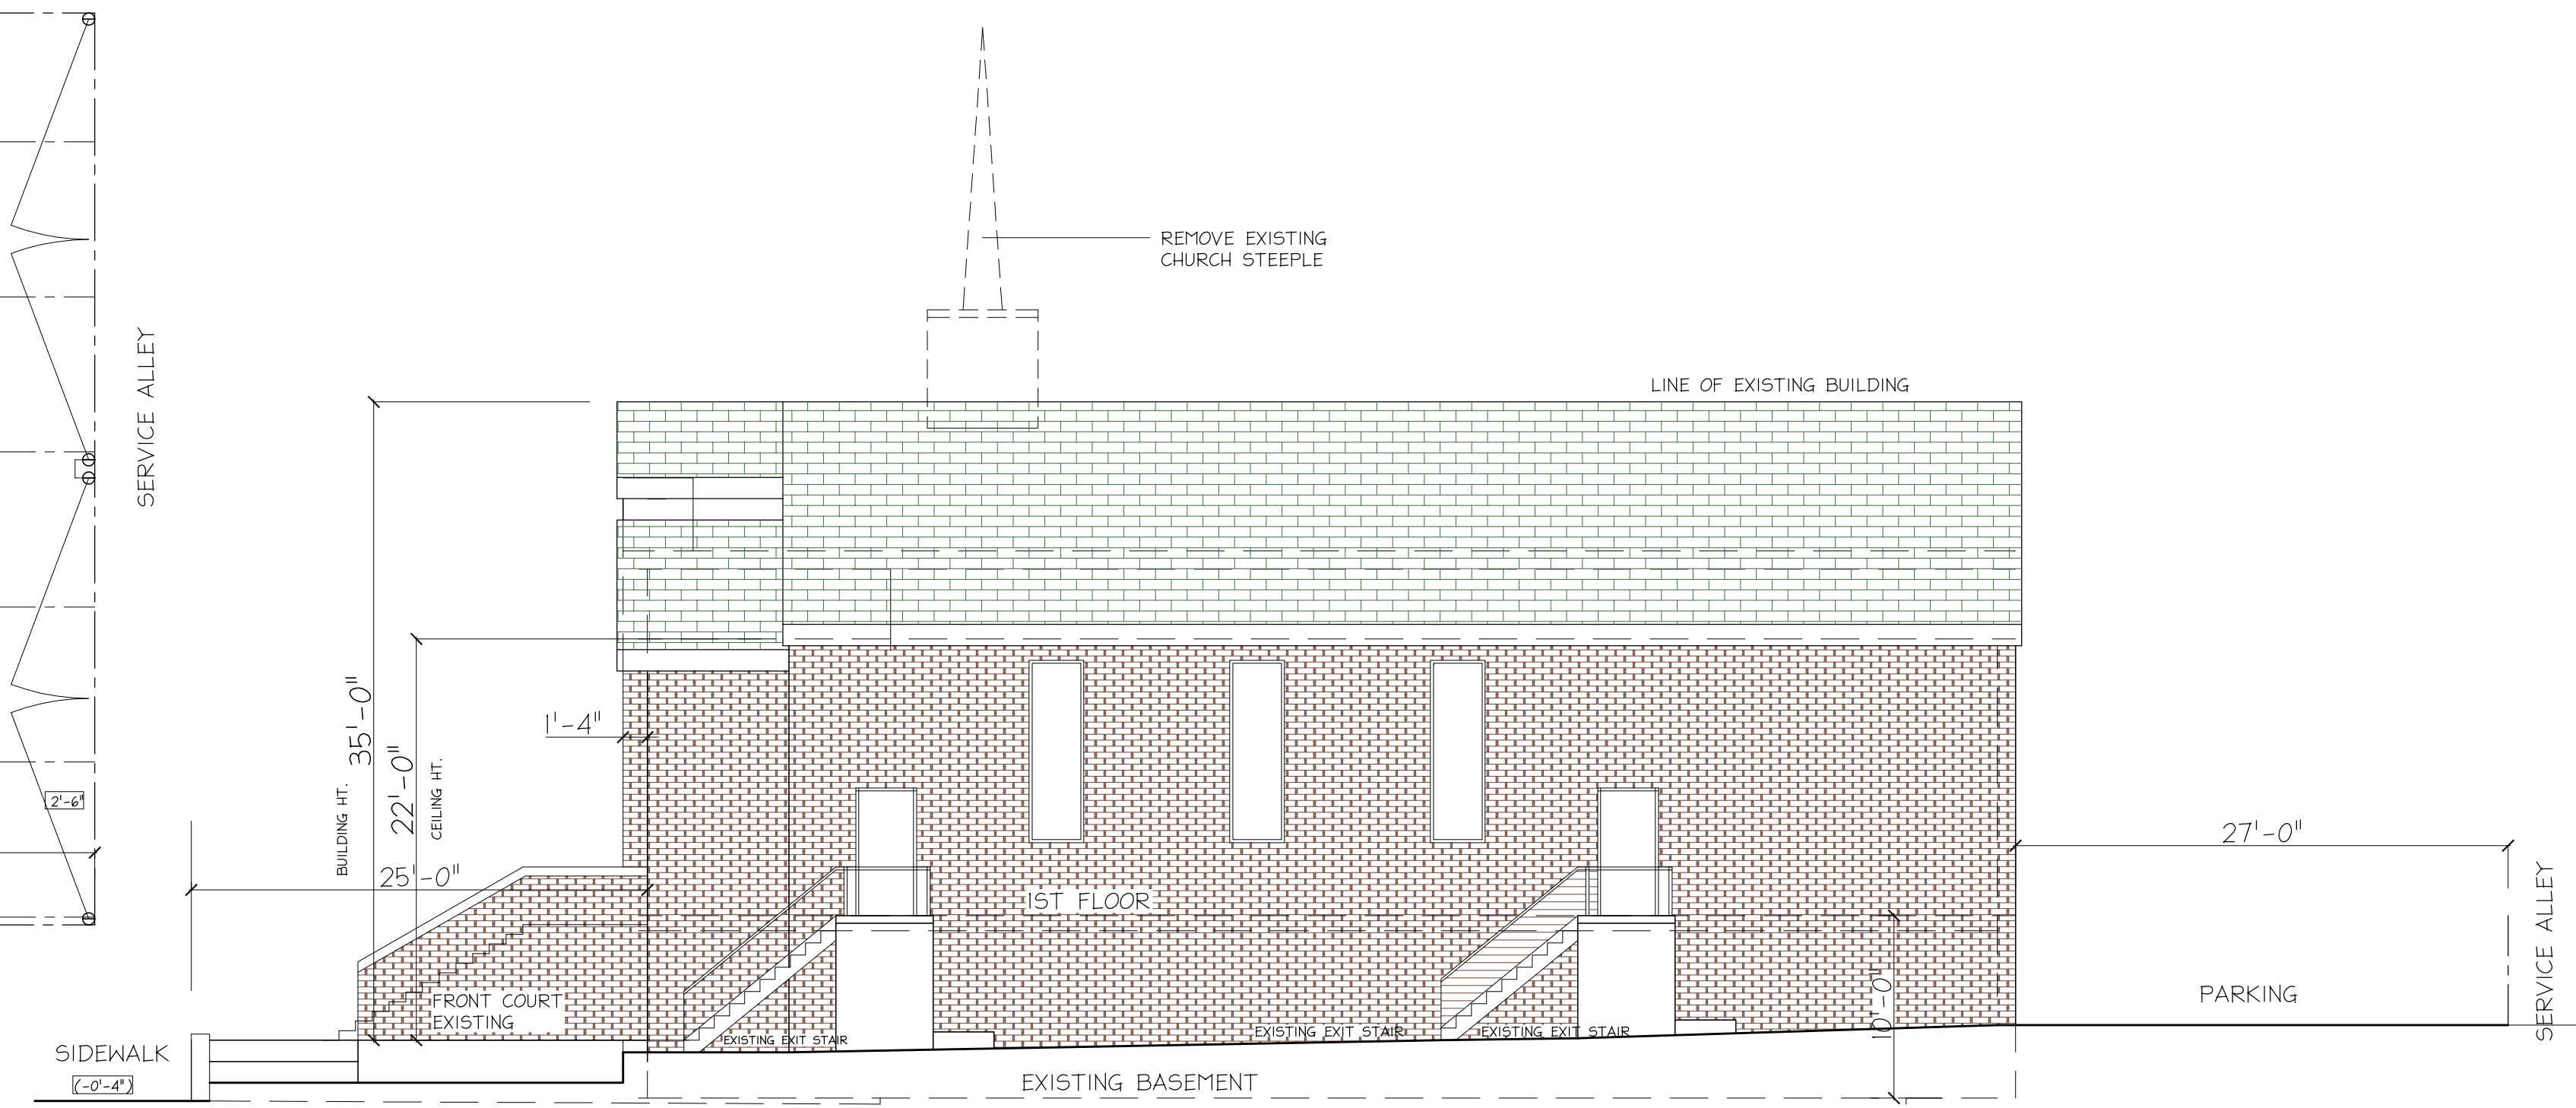 REMOVE EXISTING
CHURCH STEEPLE
SERVICE ALLEY
LINE OF EXISTING BUILDING
35'-0"
BUILDING HT.
22'-0"
CEILING HT.
1'-4"
2'-6"
25'-0"
27'-0"
1ST FLOOR
FRONT COURT
EXISTING
EXISTING EXIT STAIR
EXISTING EXIT STAIR
EXISTING EXIT STAIR
10'-0"
PARKING
SERVICE ALLEY
SIDEWALK
(-0'-4")
EXISTING BASEMENT